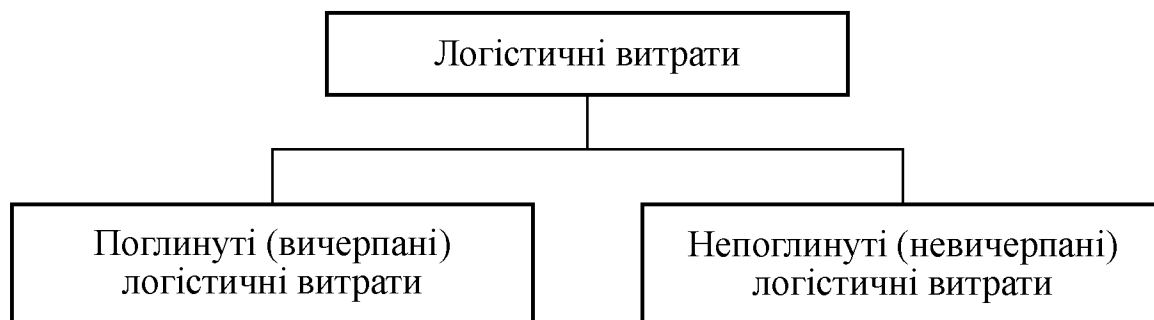 Логістичні витрати
Поглинуті (вичерпані)
логістичні витрати
Непоглинуті (невичерпані)
логістичні витрати